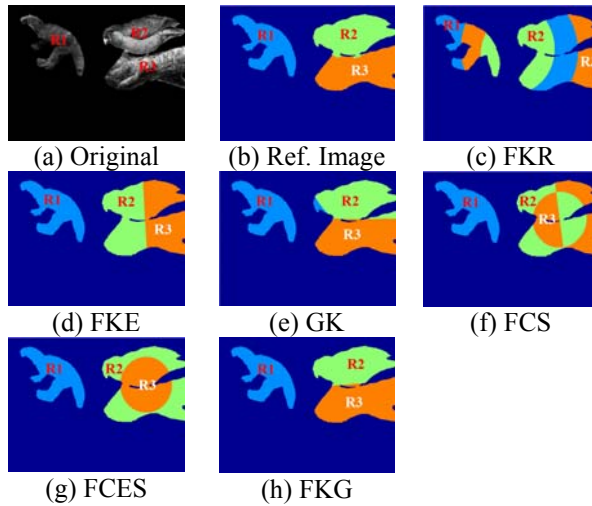 R1 R2 R3
(a) Original
R1 R2 R3
(b) Ref. Image
R1 R2 R3
(c) FKR
R1 R2 R3
(d) FKE
R1 R2 R3
(e) GK
R1 R2 R3
(f) FCS
R1 R2 R3
(g) FCES
R1 R2 R3
(h) FKG